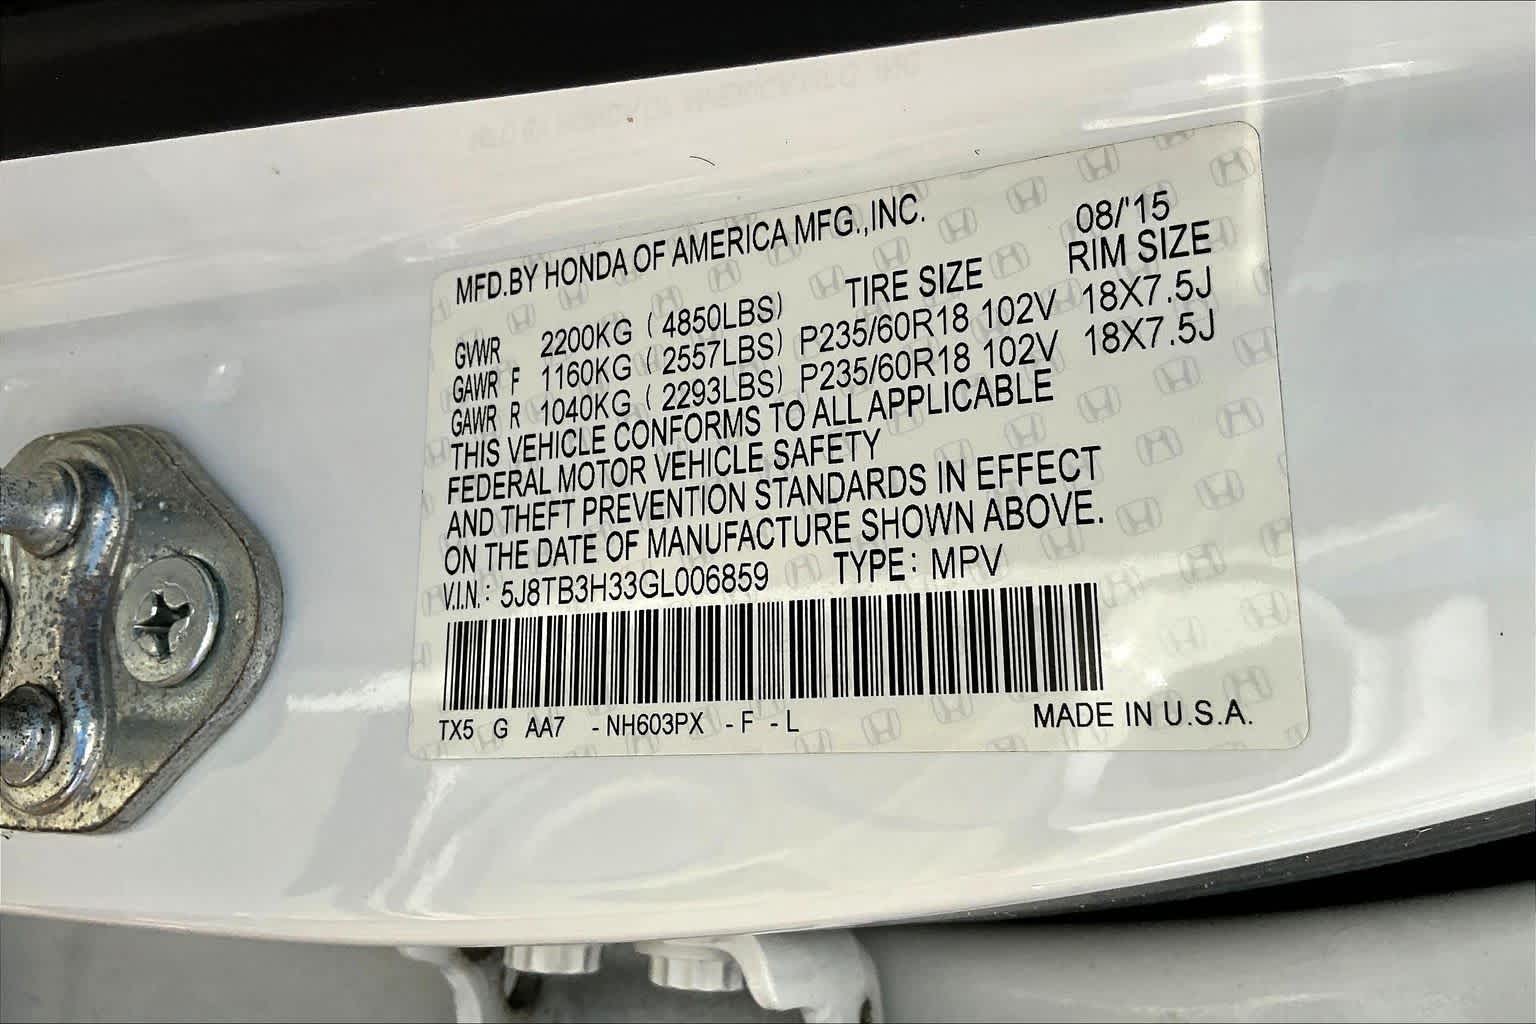 MFD.BY HONDA OF AMERICA MFG.,INC. 08/'15
TIRE SIZE RIM SIZE
GVWR 2200KG (4850LBS)
GAWR F 1160KG (2557LBS) P235/60R18 102V 18X7.5J
GAWR R 1040KG (2293LBS) P235/60R18 102V 18X7.5J
THIS VEHICLE CONFORMS TO ALL APPLICABLE
FEDERAL MOTOR VEHICLE SAFETY
AND THEFT PREVENTION STANDARDS IN EFFECT
ON THE DATE OF MANUFACTURE SHOWN ABOVE.
V.I.N.: 5J8TB3H33GL006859 TYPE: MPV
TX5 G AA7 -NH603PX -F -L MADE IN U.S.A.